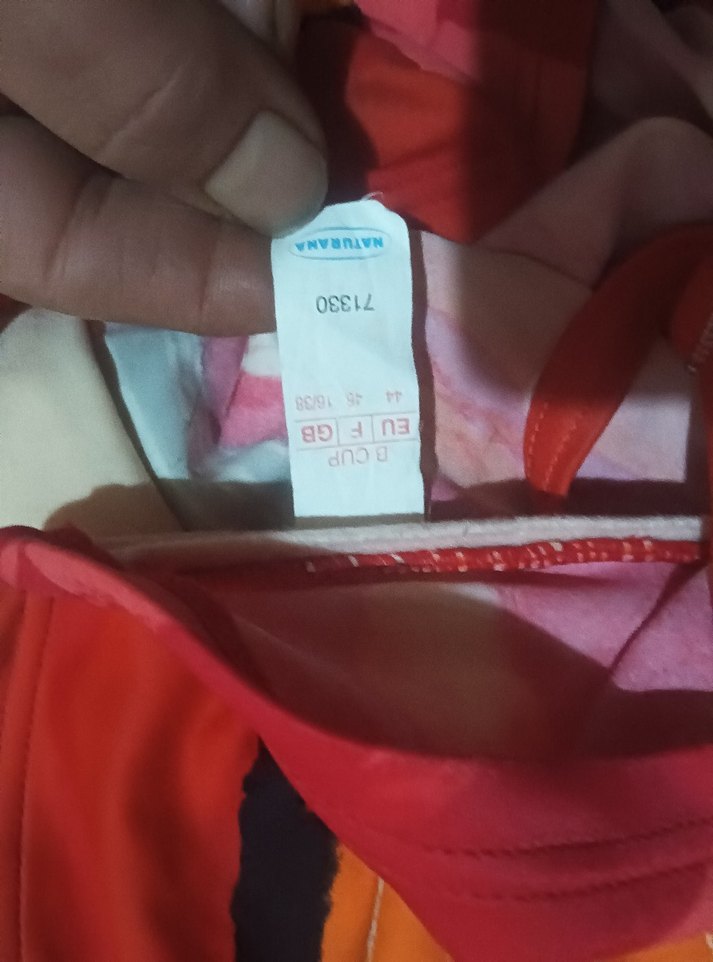 B CUP
EU F GB
44 46 16/38
71330
NATURANA